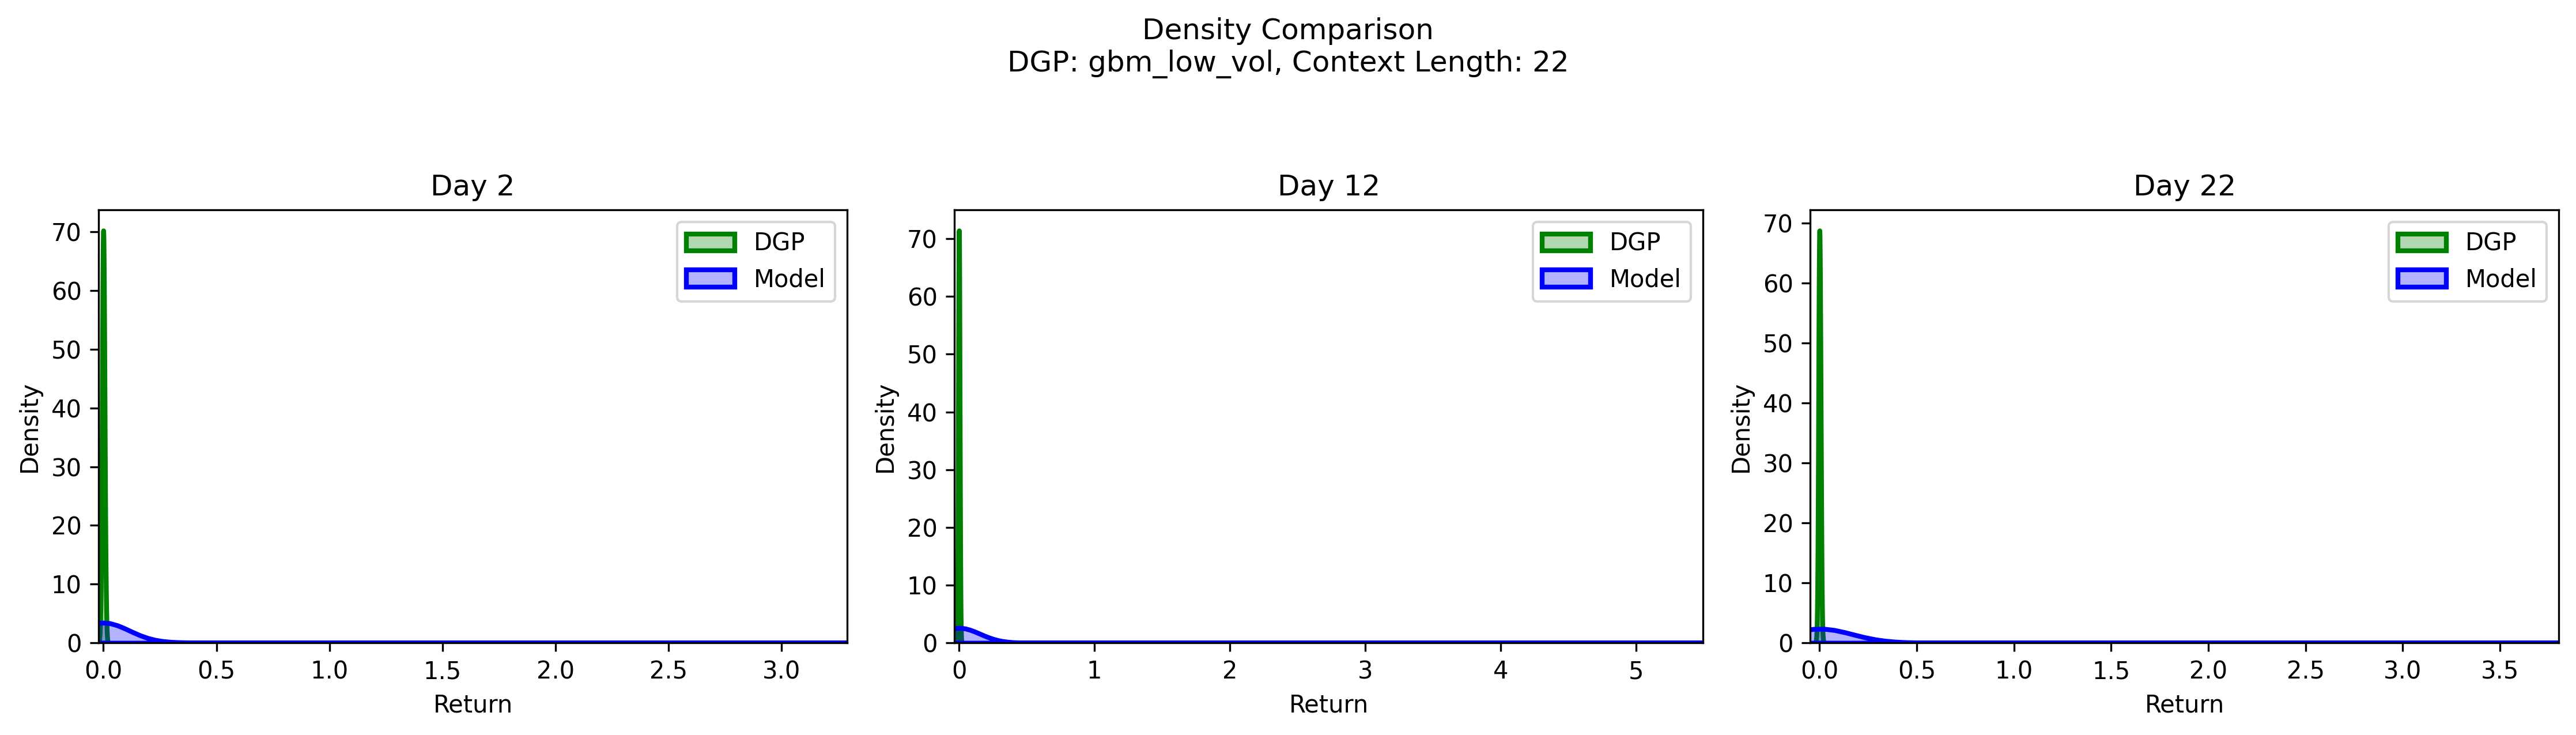 Density Comparison
DGP: gbm_low_vol, Context Length: 22
Day 2
Density
70
60
50
40
30
20
10
0
0.0 0.5 1.0 1.5 2.0 2.5 3.0
Return
DGP
Model
Day 12
Density
70
60
50
40
30
20
10
0
0 1 2 3 4 5
Return
DGP
Model
Day 22
Density
70
60
50
40
30
20
10
0
0.0 0.5 1.0 1.5 2.0 2.5 3.0 3.5
Return
DGP
Model